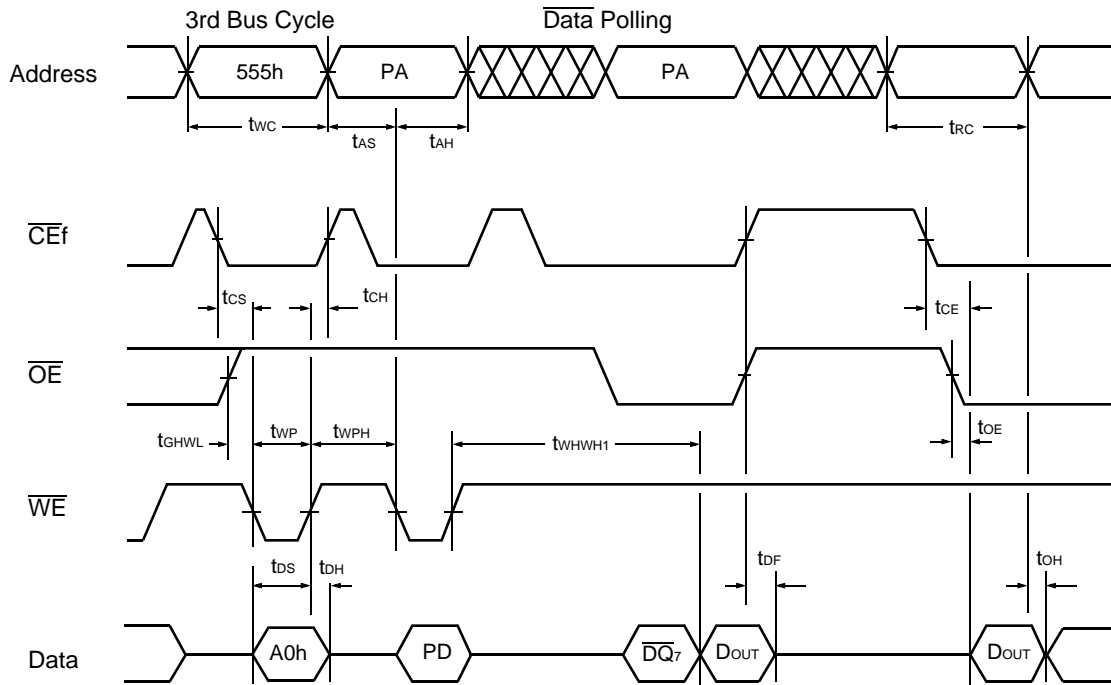 3rd Bus Cycle Data Polling
Address 555h PA PA
tWC tAS tAH tRC
CEf
tCS tCH tCE
OE
tGHWL tWP tWPH tWHWH1 tOE
WE
tDS tDH tDF tOH
Data A0h PD DQ7 DOUT DOUT